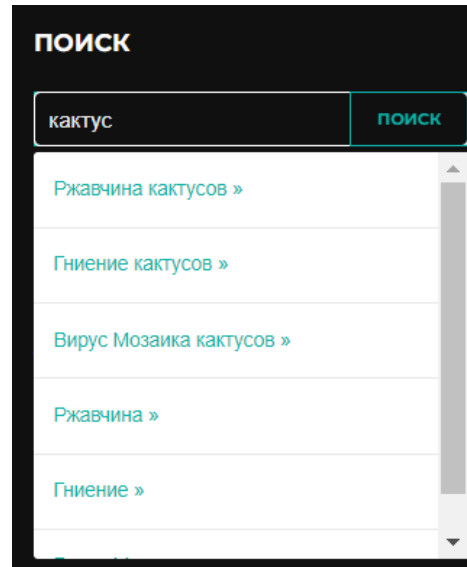 ПОИСК
кактус
ПОИСК
Ржавчина кактусов »
Гниение кактусов »
Вирус Мозаика кактусов »
Ржавчина »
Гниение »